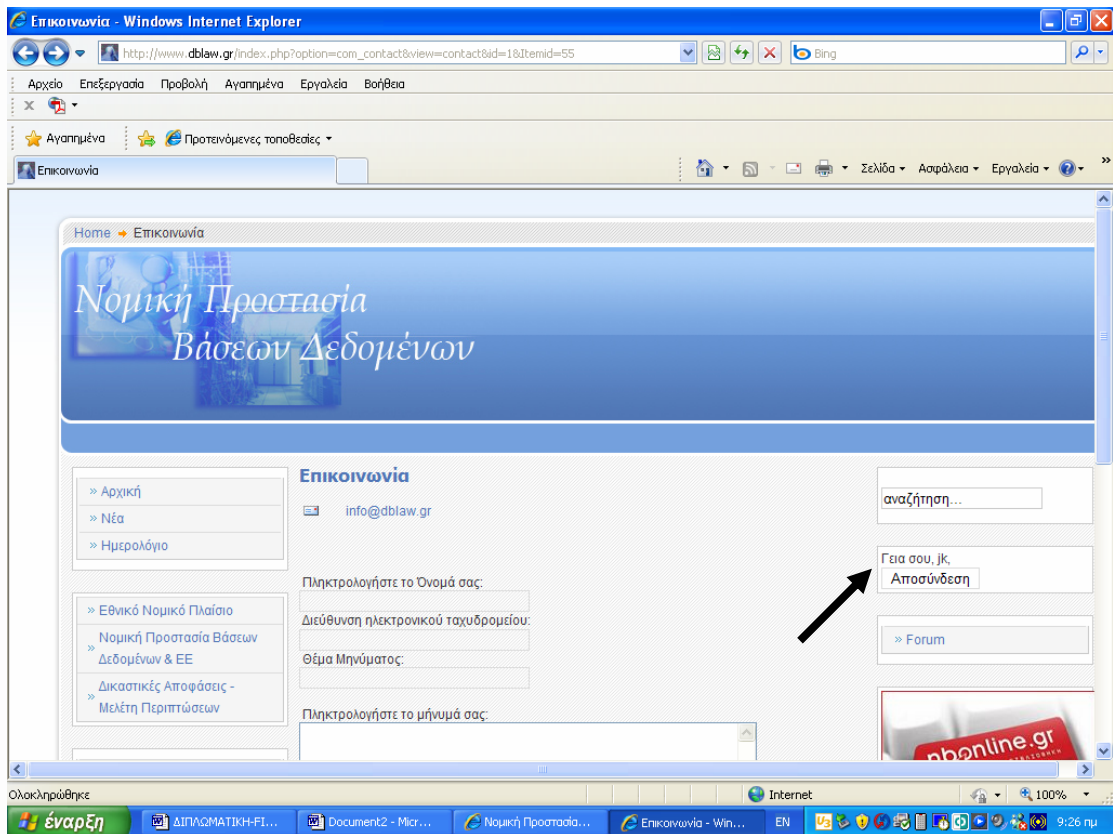 Επικοινωνία - Windows Internet Explorer
http://www.dblaw.gr/index.php?option=com_contact&view=contact&id=1&Itemid=55
Bing
Αρχείο Επεξεργασία Προβολή Αγαπημένα Εργαλεία Βοήθεια
x
Αγαπημένα Προτεινόμενες τοποθεσίες
Επικοινωνία
Σελίδα Ασφάλεια Εργαλεία »
Home Επικοινωνία
Νομική Προστασία
Βάσεων Δεδομένων
» Αρχική
» Νέα
» Ημερολόγιο
» Εθνικό Νομικό Πλαίσιο
» Νομική Προστασία Βάσεων
Δεδομένων & ΕΕ
» Δικαστικές Αποφάσεις -
Μελέτη Περιπτώσεων
Επικοινωνία
info@dblaw.gr
Πληκτρολογήστε το Όνομά σας:
Διεύθυνση ηλεκτρονικού ταχυδρομείου:
Θέμα Μηνύματος:
Πληκτρολογήστε το μήνυμά σας:
αναζήτηση...
Γεια σου, jk,
Αποσύνδεση
» Forum
nbonline.gr
Ολοκληρώθηκε
Internet
100%
έναρξη
ΔΙΠΛΩΜΑΤΙΚΗ-FI...
Document2 - Micr...
Νομική Προστασία...
Επικοινωνία - Win...
EN
9:26 πμ